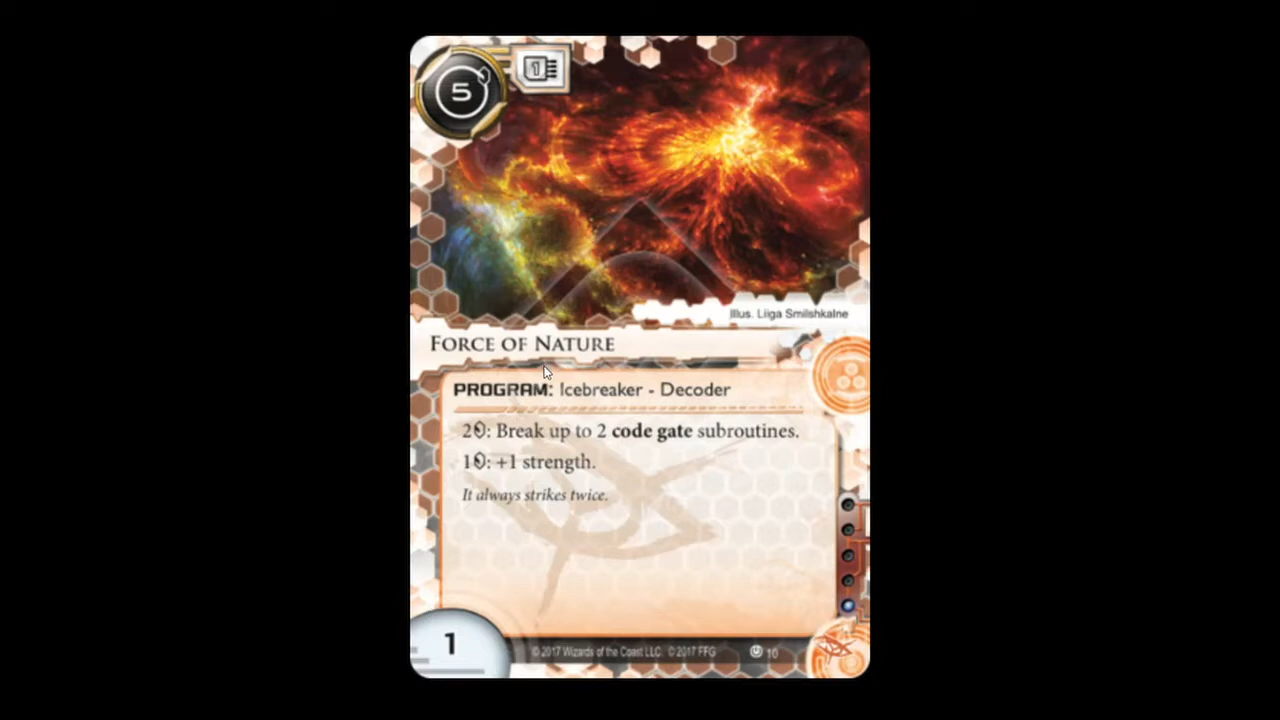 5
1
Illus. Liiga Smilshkalne
FORCE OF NATURE
PROGRAM: Icebreaker - Decoder
2: Break up to 2 code gate subroutines.
1: +1 strength.
It always strikes twice.
1
© 2017 Wizards of the Coast LLC. © 2017 FFG
10